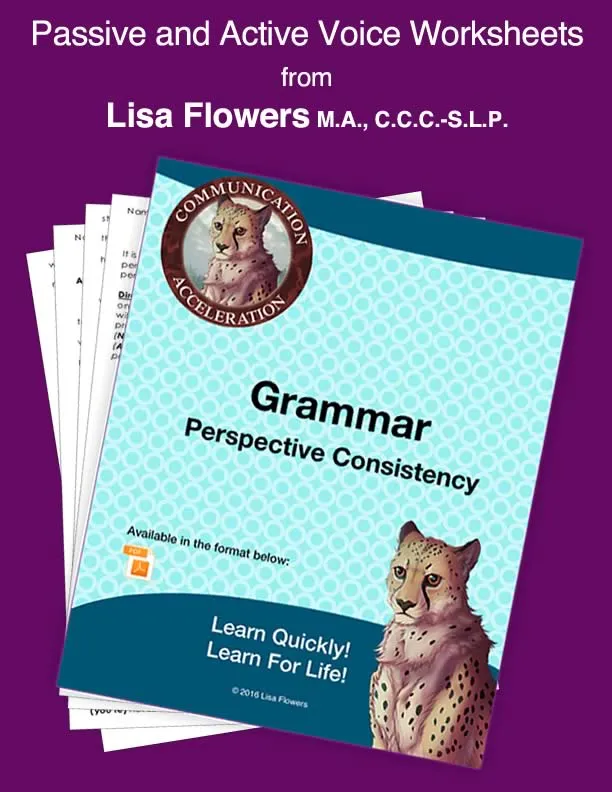 Passive and Active Voice Worksheets
from
Lisa Flowers M.A., C.C.C.-S.L.P.
COMMUNICATION
ACCELERATION
Grammar
Perspective Consistency
Available in the format below:
PDF
Learn Quickly!
Learn For Life!
© 2016 Lisa Flowers